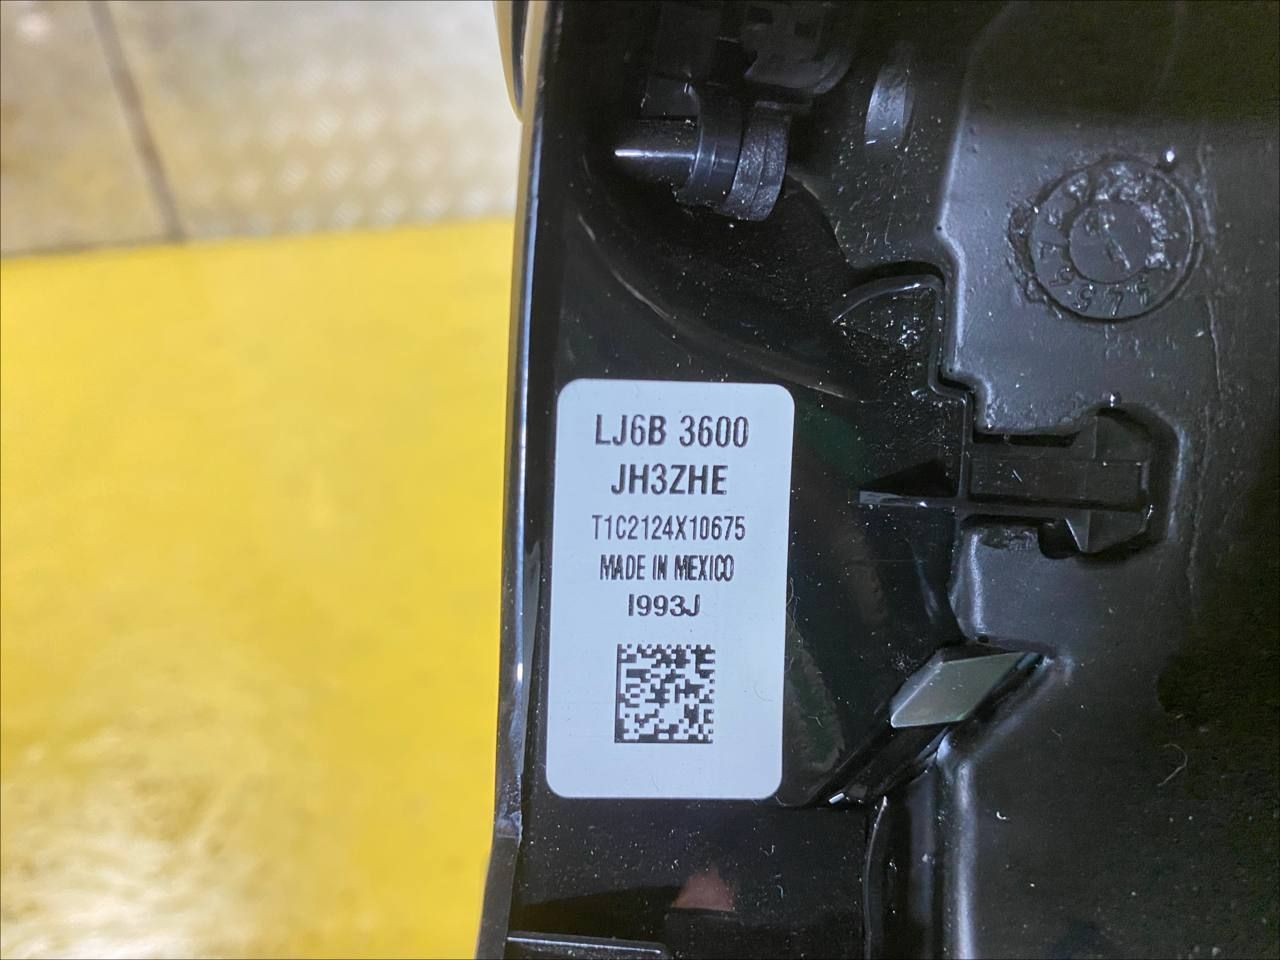 LJ6B 3600
JH3ZHE
T1C2124X10675
MADE IN MEXICO
I993J